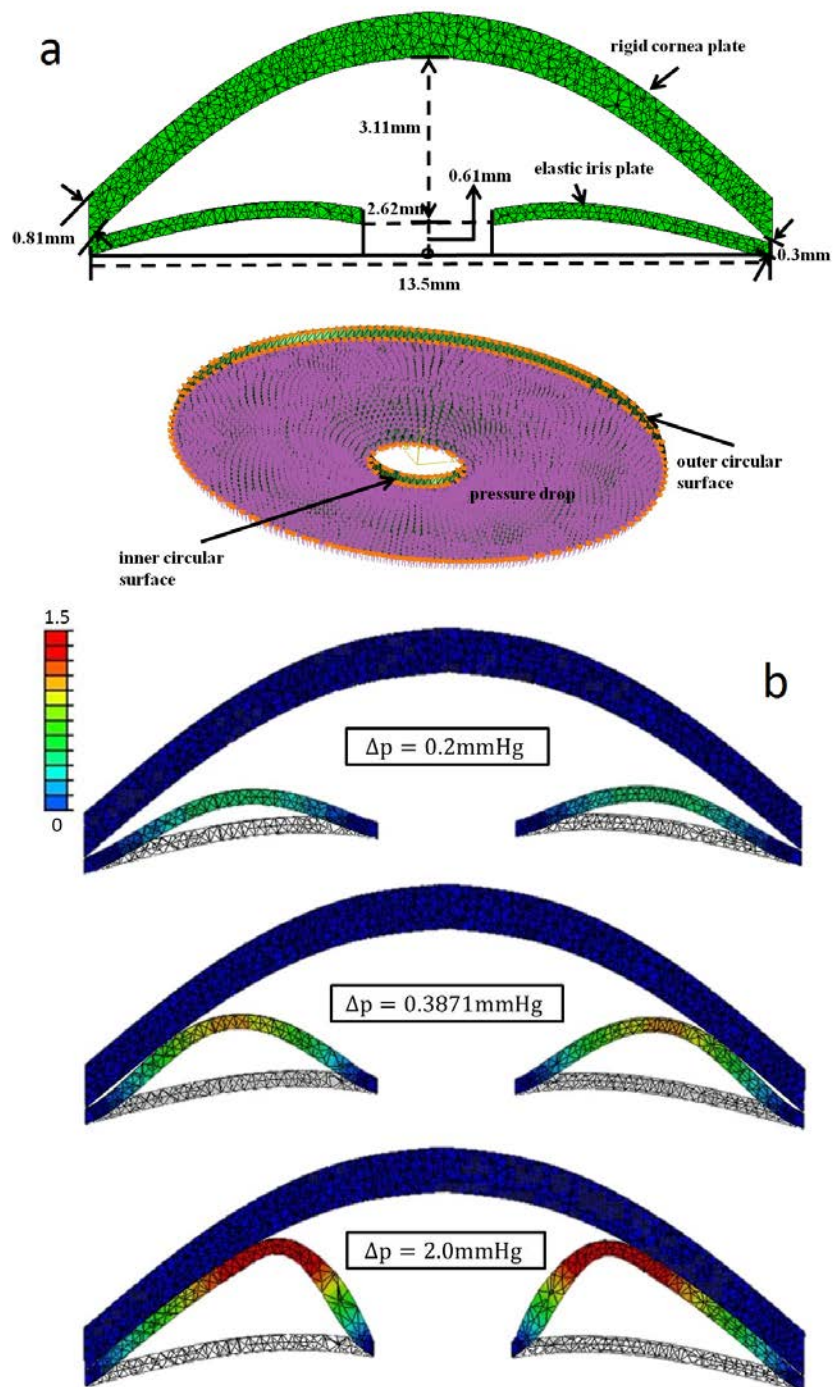 a
rigid cornea plate
3.11mm
0.61mm
elastic iris plate
2.62mm
0.81mm
0.3mm
13.5mm
outer circular
surface
pressure drop
inner circular
surface
1.5
b
Δp = 0.2mmHg
0
Δp = 0.3871mmHg
Δp = 2.0mmHg